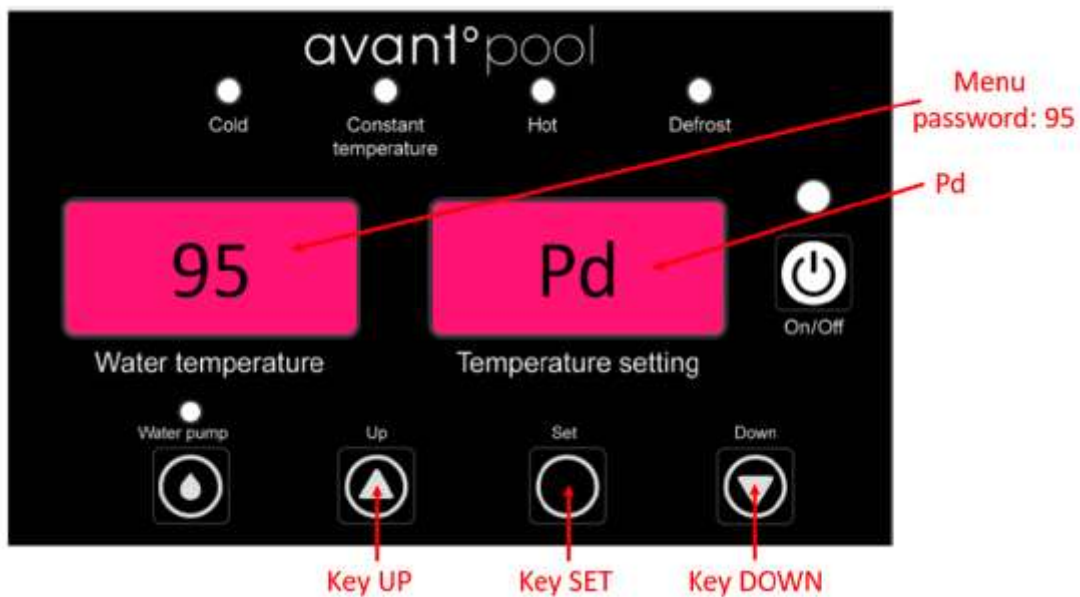 avant°pool
Cold
Constant
temperature
Hot
Defrost
Menu
password: 95
Pd
95
Pd
On/Off
Water temperature
Temperature setting
Water pump
Up
Set
Down
Key UP
Key SET
Key DOWN